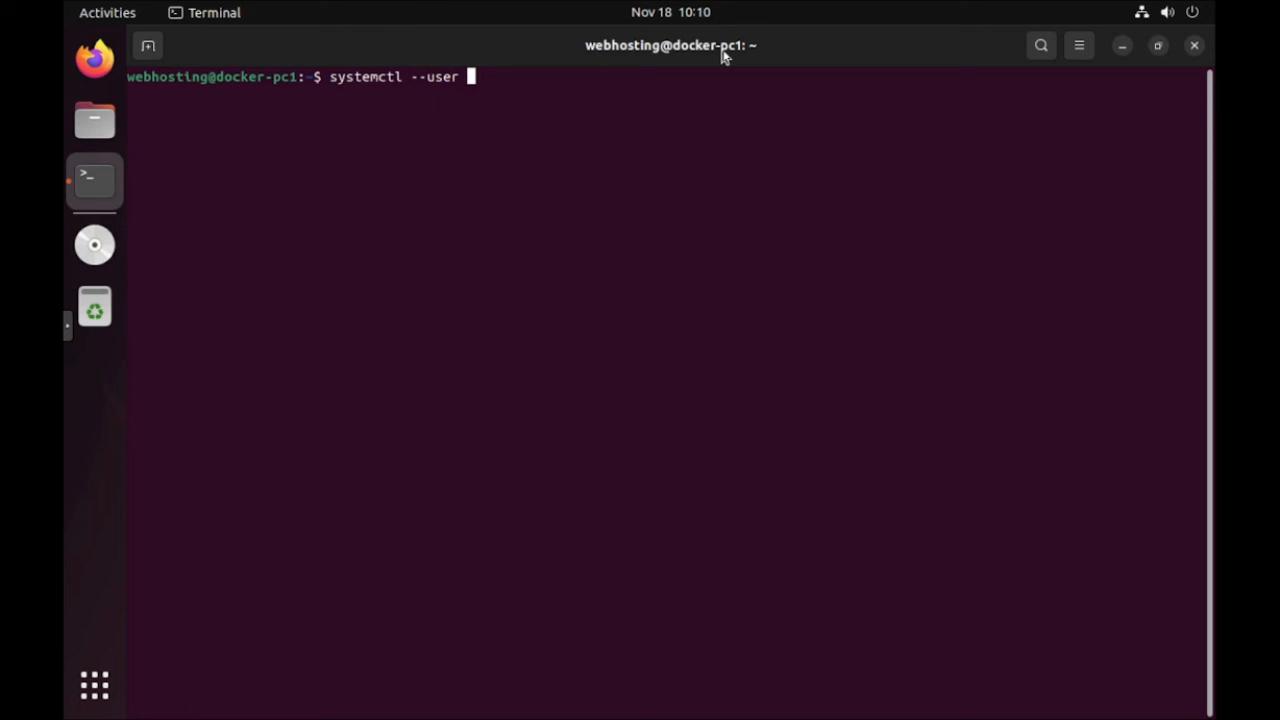 Activities
Terminal
Nov 18 10:10
webhosting@docker-pc1: ~
webhosting@docker-pc1:~$ systemctl --user